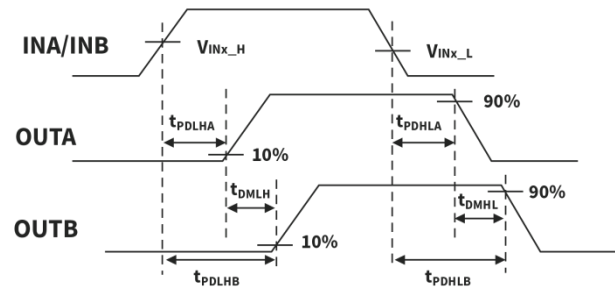 INA/INB
VINx_H
VINx_L
OUTA
tPDLHA
10%
tPDHLA
90%
OUTB
tDMLH
10%
tDMHL
90%
tPDLHB
tPDHLB